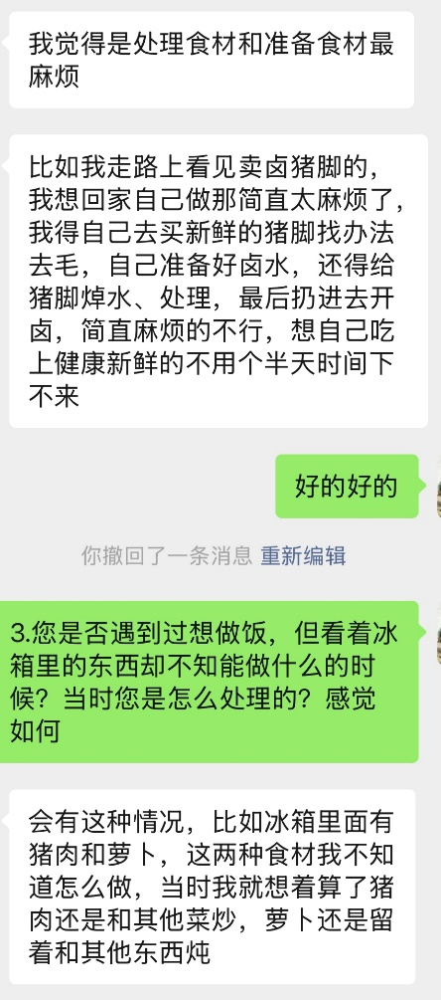 我觉得是处理食材和准备食材最
麻烦
比如我走路上看见卖卤猪脚的，
我想回家自己做那简直太麻烦了，
我得自己去买新鲜的猪脚找办法
去毛，自己准备好卤水，还得给
猪脚焯水、处理，最后扔进去开
卤，简直麻烦的不行，想自己吃
上健康新鲜的不用个半天时间下
不来
好的好的
你撤回了一条消息 重新编辑
3.您是否遇到过想做饭，但看着冰
箱里的东西却不知能做什么的时
候？当时您是怎么处理的？感觉
如何
会有这种情况，比如冰箱里面有
猪肉和萝卜，这两种食材我不知
道怎么做，当时我就想着算了猪
肉还是和其他菜炒，萝卜还是留
着和其他东西炖